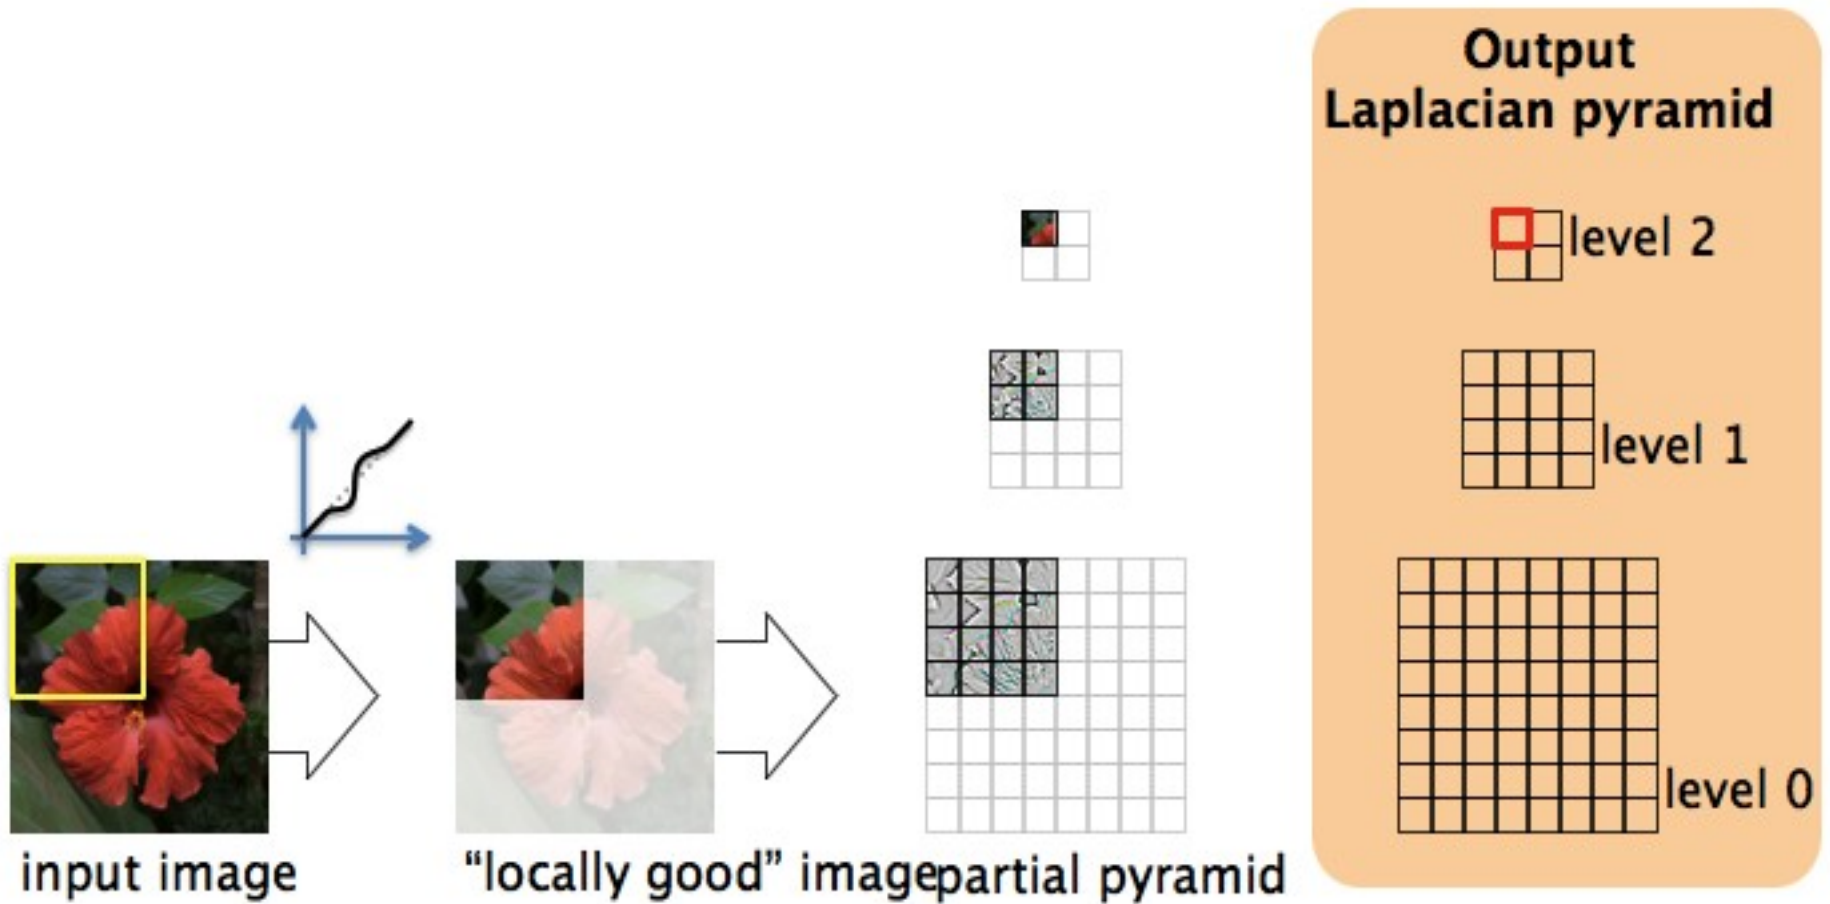 Output
Laplacian pyramid
level 2
level 1
level 0
input image
“locally good” image
partial pyramid